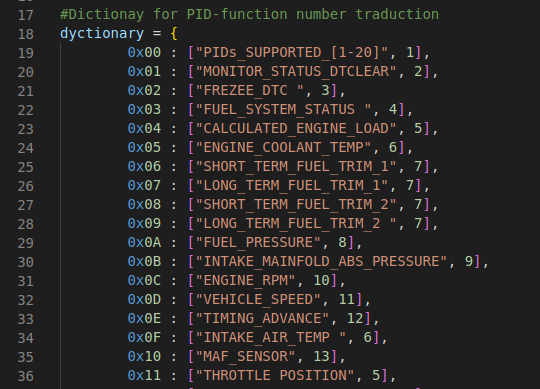 17 #Dictionay for PID-function number traduction
18 dyctionary = {
19 0x00 : ["PIDs_SUPPORTED_[1-20]", 1],
20 0x01 : ["MONITOR_STATUS_DTCLEAR", 2],
21 0x02 : ["FREZEE_DTC ", 3],
22 0x03 : ["FUEL_SYSTEM_STATUS ", 4],
23 0x04 : ["CALCULATED_ENGINE_LOAD", 5],
24 0x05 : ["ENGINE_COOLANT_TEMP", 6],
25 0x06 : ["SHORT_TERM_FUEL_TRIM_1", 7],
26 0x07 : ["LONG_TERM_FUEL_TRIM_1", 7],
27 0x08 : ["SHORT_TERM_FUEL_TRIM_2", 7],
28 0x09 : ["LONG_TERM_FUEL_TRIM_2 ", 7],
29 0x0A : ["FUEL_PRESSURE", 8],
30 0x0B : ["INTAKE_MAINFOLD_ABS_PRESSURE", 9],
31 0x0C : ["ENGINE_RPM", 10],
32 0x0D : ["VEHICLE_SPEED", 11],
33 0x0E : ["TIMING_ADVANCE", 12],
34 0x0F : ["INTAKE_AIR_TEMP ", 6],
35 0x10 : ["MAF_SENSOR", 13],
36 0x11 : ["THROTTLE POSITION", 5],